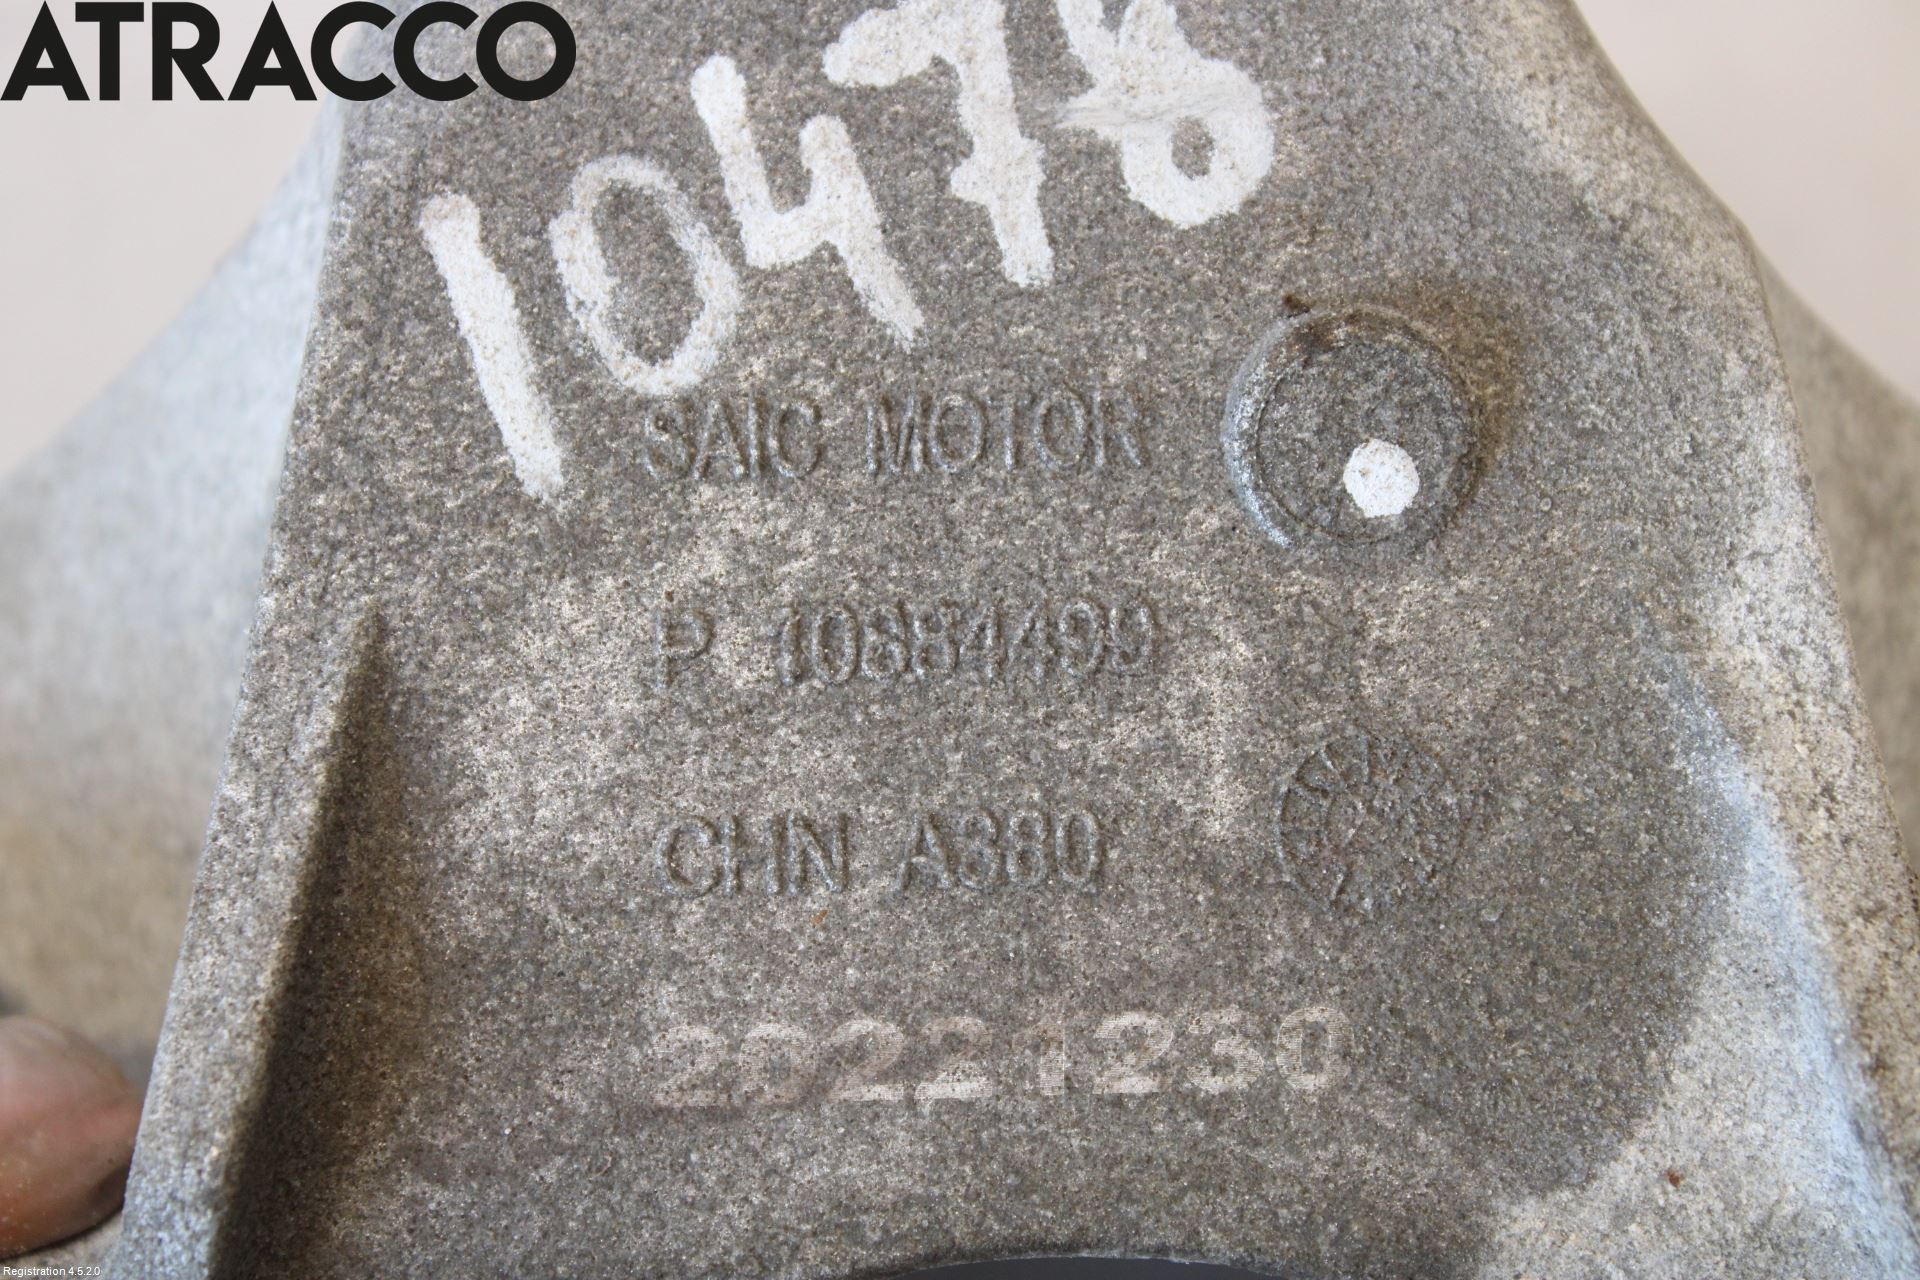 ATRACCO
10478
SAIC MOTOR
P 10884499
CHN A380
20221230
Registration 4.5.2.0